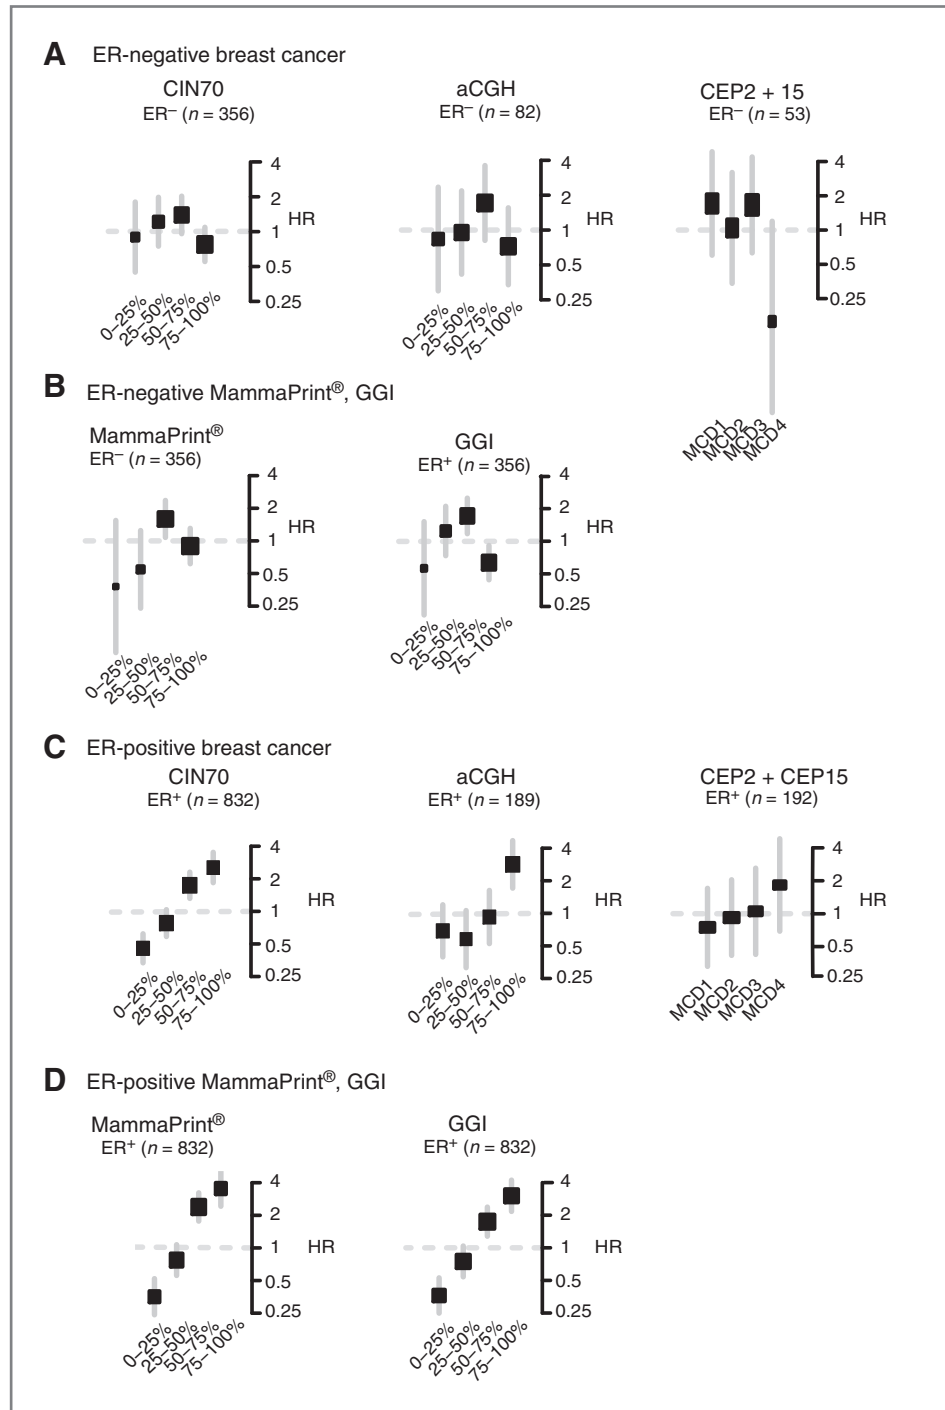 A ER-negative breast cancer
CIN70
ER– (n = 356)
4
2
1
0.5
0.25
HR
0–25%
25–50%
50–75%
75–100%
aCGH
ER– (n = 82)
4
2
1
0.5
0.25
HR
0–25%
25–50%
50–75%
75–100%
CEP2 + 15
ER– (n = 53)
4
2
1
0.5
0.25
HR
MCD1
MCD2
MCD3
MCD4
B ER-negative MammaPrint®, GGI
MammaPrint®
ER– (n = 356)
4
2
1
0.5
0.25
HR
0–25%
25–50%
50–75%
75–100%
GGI
ER+ (n = 356)
4
2
1
0.5
0.25
HR
0–25%
25–50%
50–75%
75–100%
C ER-positive breast cancer
CIN70
ER+ (n = 832)
4
2
1
0.5
0.25
HR
0–25%
25–50%
50–75%
75–100%
aCGH
ER+ (n = 189)
4
2
1
0.5
0.25
HR
0–25%
25–50%
50–75%
75–100%
CEP2 + CEP15
ER+ (n = 192)
4
2
1
0.5
0.25
HR
MCD1
MCD2
MCD3
MCD4
D ER-positive MammaPrint®, GGI
MammaPrint®
ER+ (n = 832)
4
2
1
0.5
0.25
HR
0–25%
25–50%
50–75%
75–100%
GGI
ER+ (n = 832)
4
2
1
0.5
0.25
HR
0–25%
25–50%
50–75%
75–100%